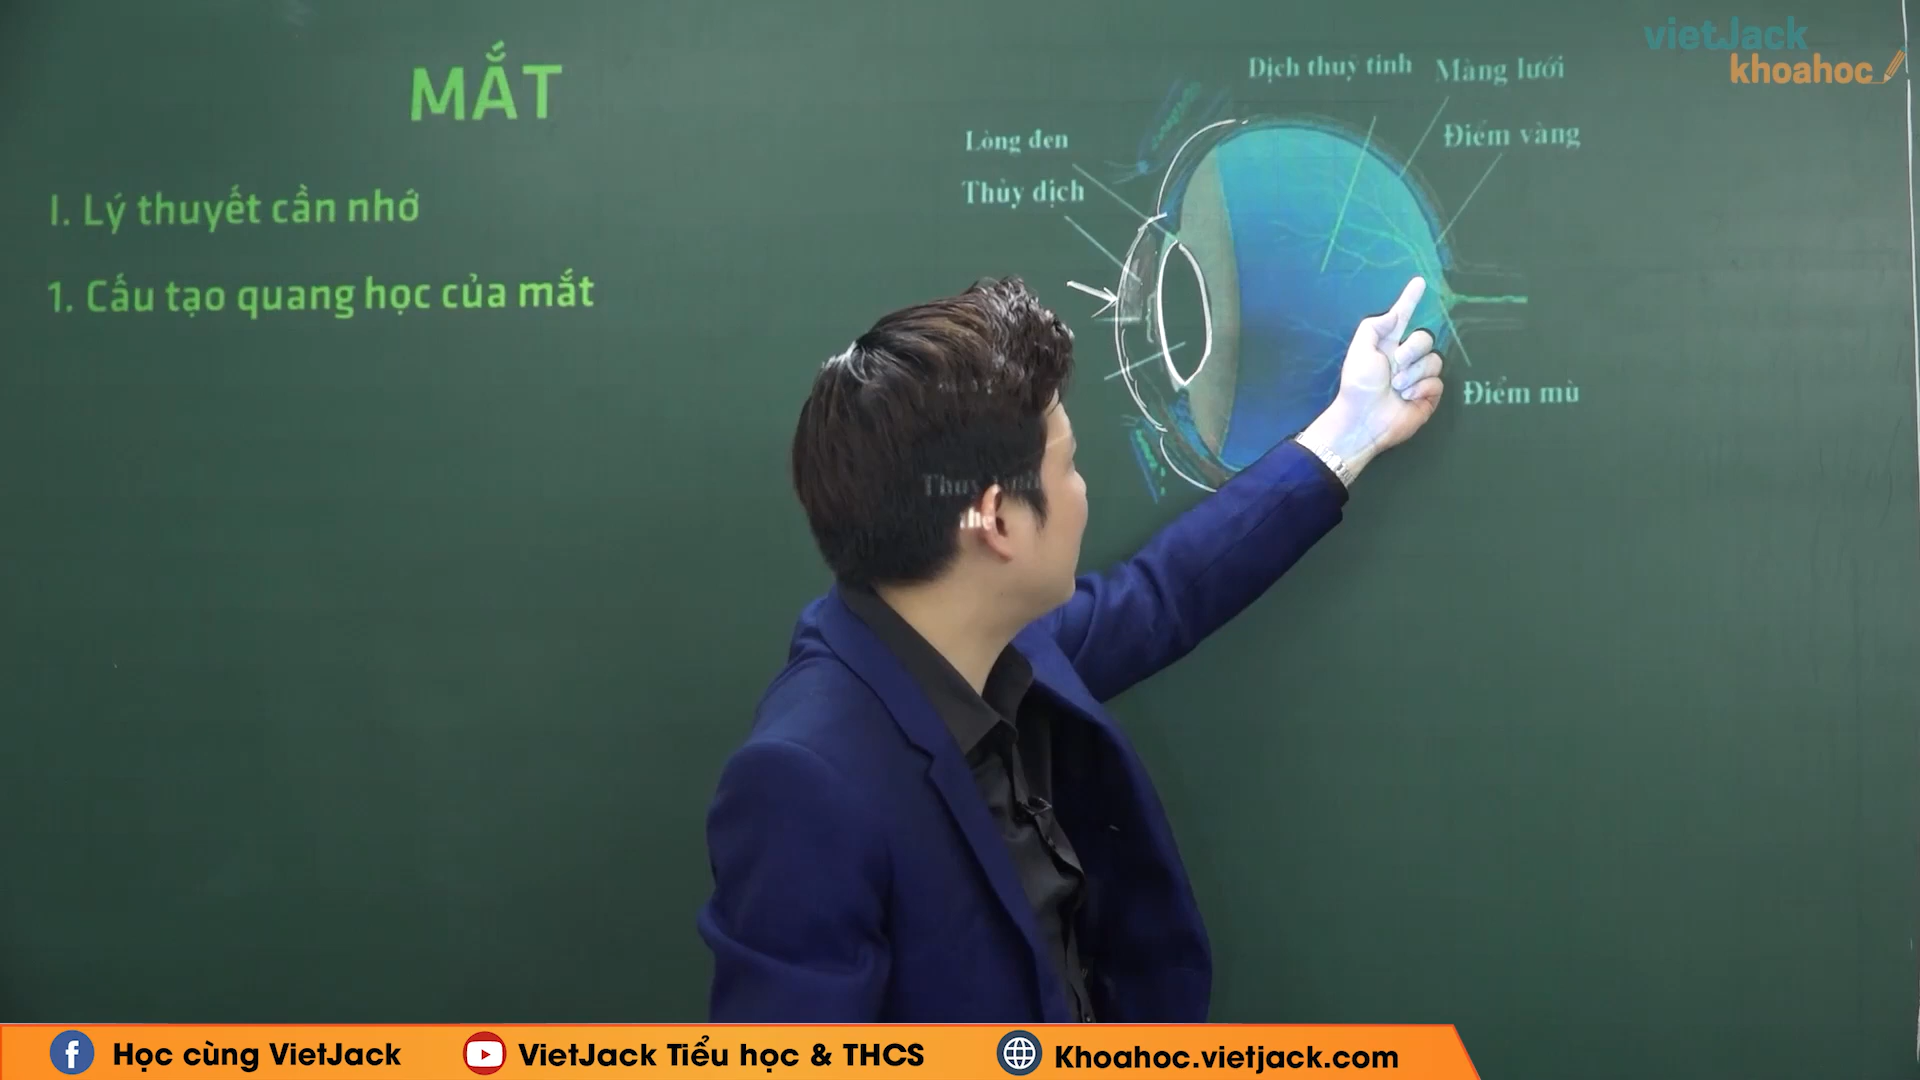 vietJack
khoahoc
MẮT
I. Lý thuyết cần nhớ
1. Cấu tạo quang học của mắt
Dịch thuỷ tinh
Màng lưới
Lòng đen
Điểm vàng
Thủy dịch
Điểm mù
Học cùng VietJack
VietJack Tiểu học & THCS
Khoahoc.vietjack.com